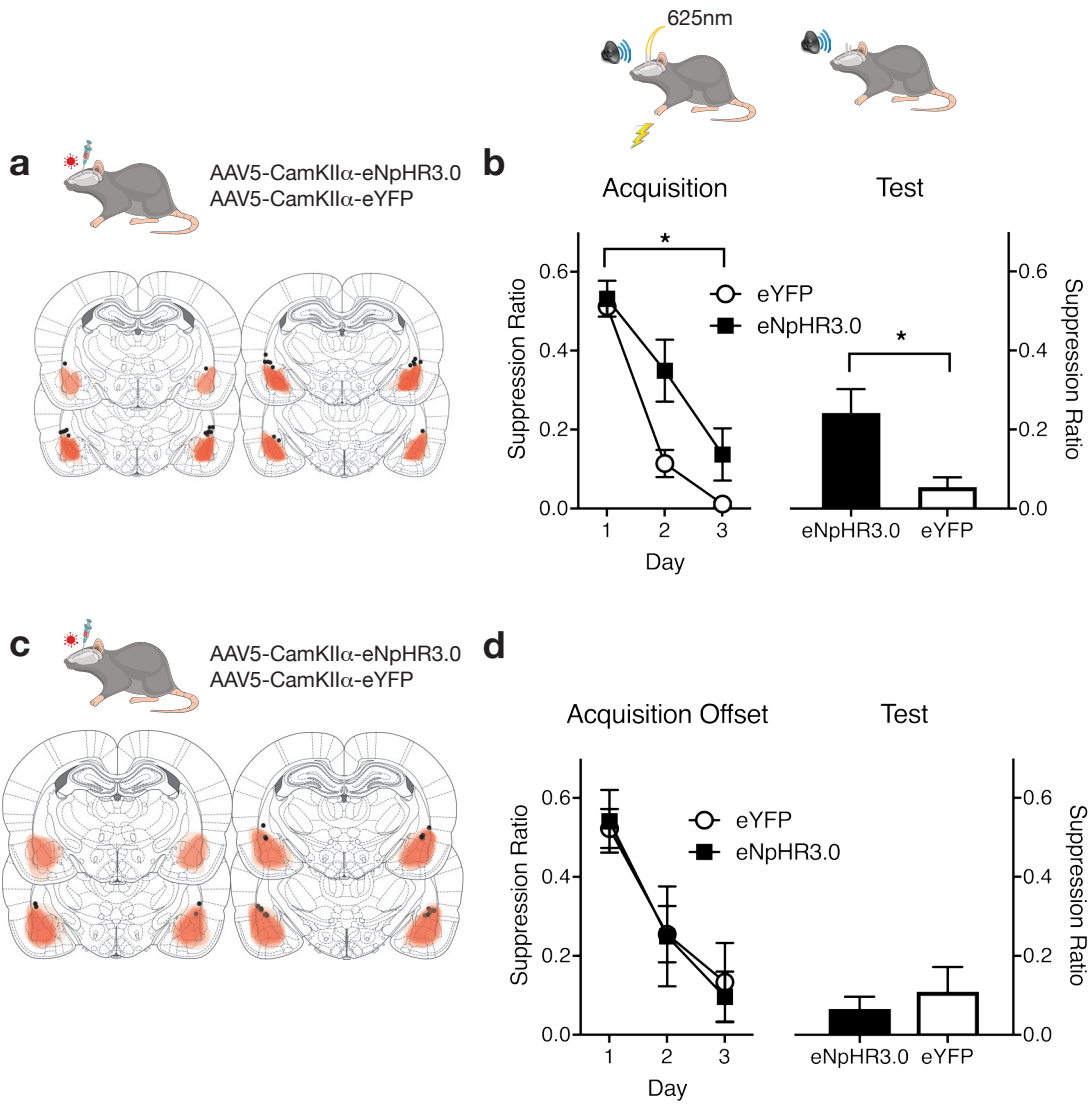 625nm
a
AAV5-CamKIIα-eNpHR3.0
AAV5-CamKIIα-eYFP
b
Acquisition
Test
*
0.6
0.4
0.2
0.0
Suppression Ratio
eYFP
eNpHR3.0
1 2 3
Day
*
0.6
0.4
0.2
0.0
Suppression Ratio
eNpHR3.0 eYFP
c
AAV5-CamKIIα-eNpHR3.0
AAV5-CamKIIα-eYFP
d
Acquisition Offset
Test
0.6
0.4
0.2
0.0
Suppression Ratio
eYFP
eNpHR3.0
1 2 3
Day
0.6
0.4
0.2
0.0
Suppression Ratio
eNpHR3.0 eYFP